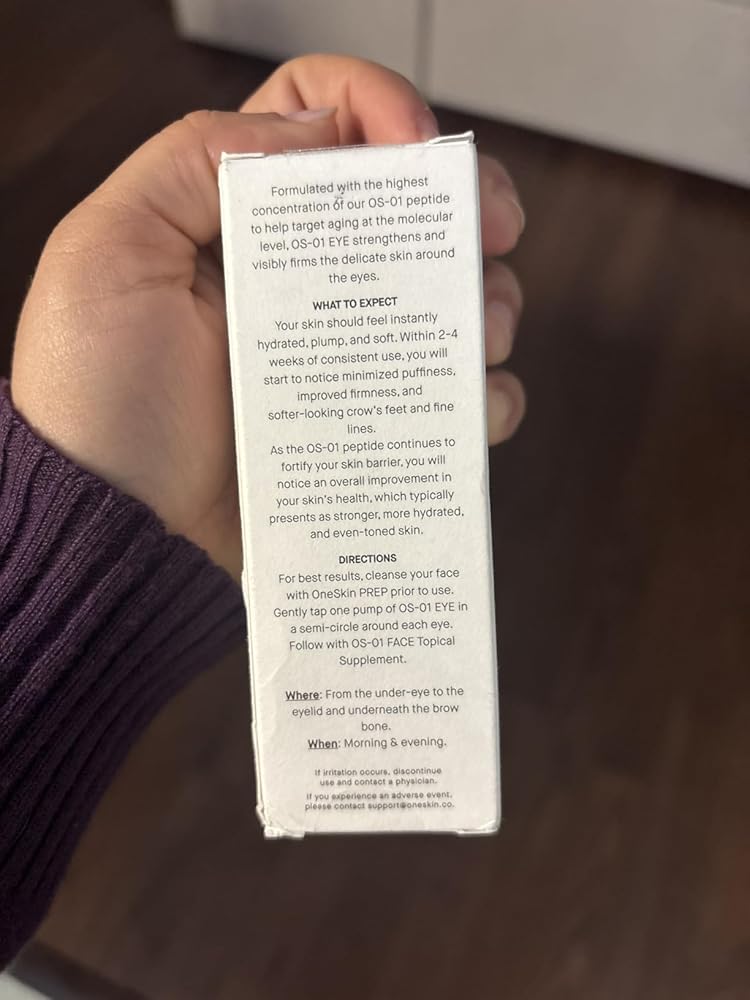 Formulated with the highest
concentration of our OS-01 peptide
to help target aging at the molecular
level, OS-01 EYE strengthens and
visibly firms the delicate skin around
the eyes.
WHAT TO EXPECT
Your skin should feel instantly
hydrated, plump, and soft. Within 2-4
weeks of consistent use, you will
start to notice minimized puffiness,
improved firmness, and
softer-looking crow's feet and fine
lines.
As the OS-01 peptide continues to
fortify your skin barrier, you will
notice an overall improvement in
your skin's health, which typically
presents as stronger, more hydrated,
and even-toned skin.
DIRECTIONS
For best results, cleanse your face
with OneSkin PREP prior to use.
Gently tap one pump of OS-01 EYE in
a semi-circle around each eye.
Follow with OS-01 FACE Topical
Supplement.
Where: From the under-eye to the
eyelid and underneath the brow
bone.
When: Morning & evening.
If irritation occurs, discontinue
use and contact a physician.
If you experience an adverse event,
please contact support@oneskin.co.